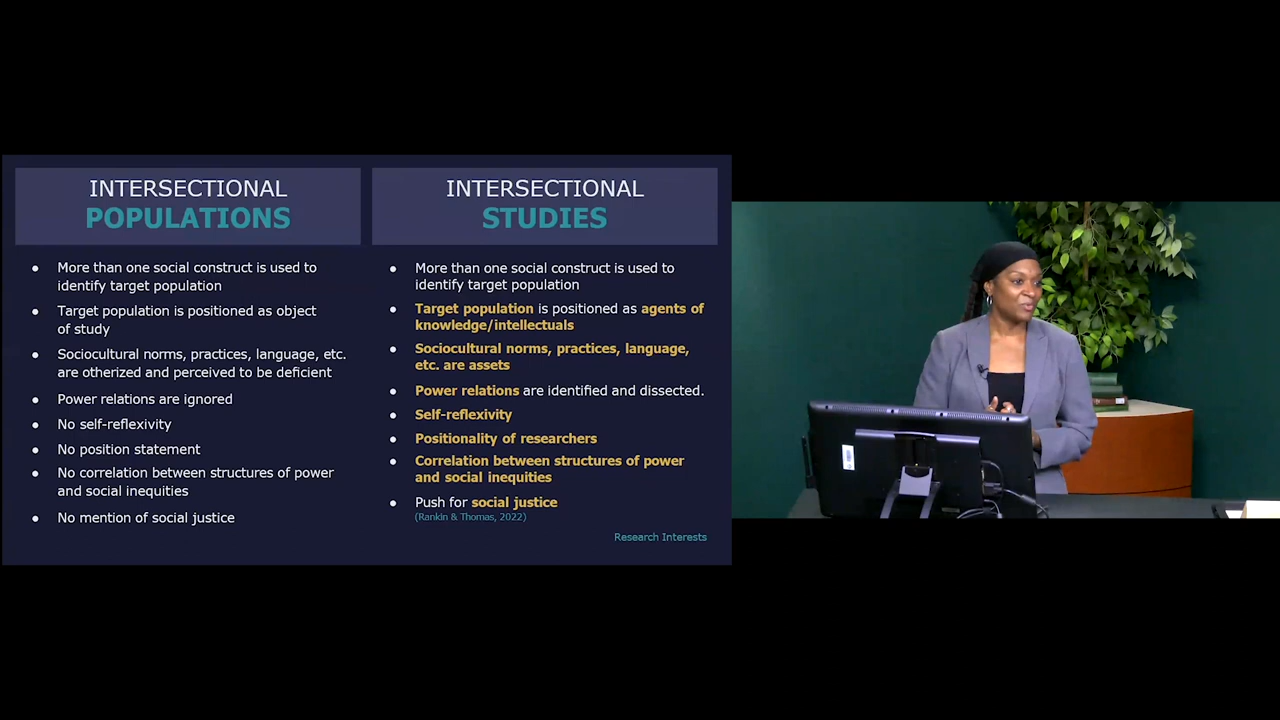 INTERSECTIONAL
POPULATIONS
● More than one social construct is used to
identify target population
● Target population is positioned as object
of study
● Sociocultural norms, practices, language, etc.
are otherized and perceived to be deficient
● Power relations are ignored
● No self-reflexivity
● No position statement
● No correlation between structures of power
and social inequities
● No mention of social justice
INTERSECTIONAL
STUDIES
● More than one social construct is used to
identify target population
● Target population is positioned as agents of
knowledge/intellectuals
● Sociocultural norms, practices, language,
etc. are assets
● Power relations are identified and dissected.
● Self-reflexivity
● Positionality of researchers
● Correlation between structures of power
and social inequities
● Push for social justice
(Rankin & Thomas, 2022)
Research Interests